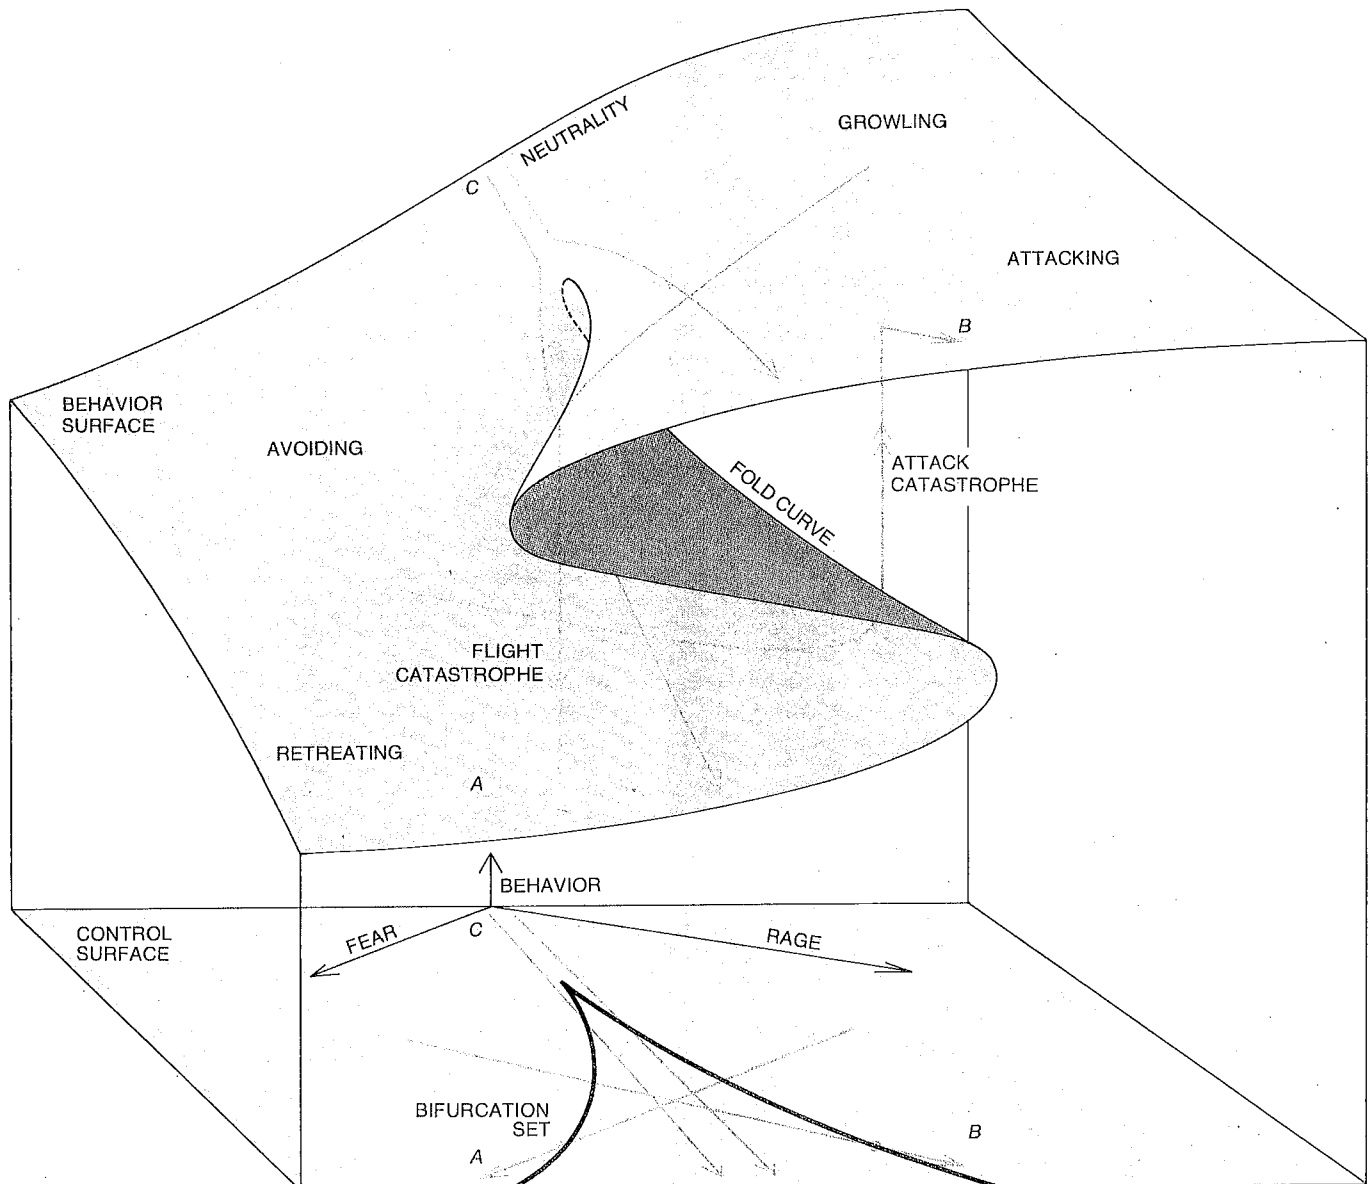 NEUTRALITY
GROWLING
C
ATTACKING
B
BEHAVIOR
SURFACE
AVOIDING
ATTACK
CATASTROPHE
FOLD CURVE
FLIGHT
CATASTROPHE
RETREATING
A
BEHAVIOR
CONTROL
SURFACE
FEAR
C
RAGE
BIFURCATION
SET
A
B